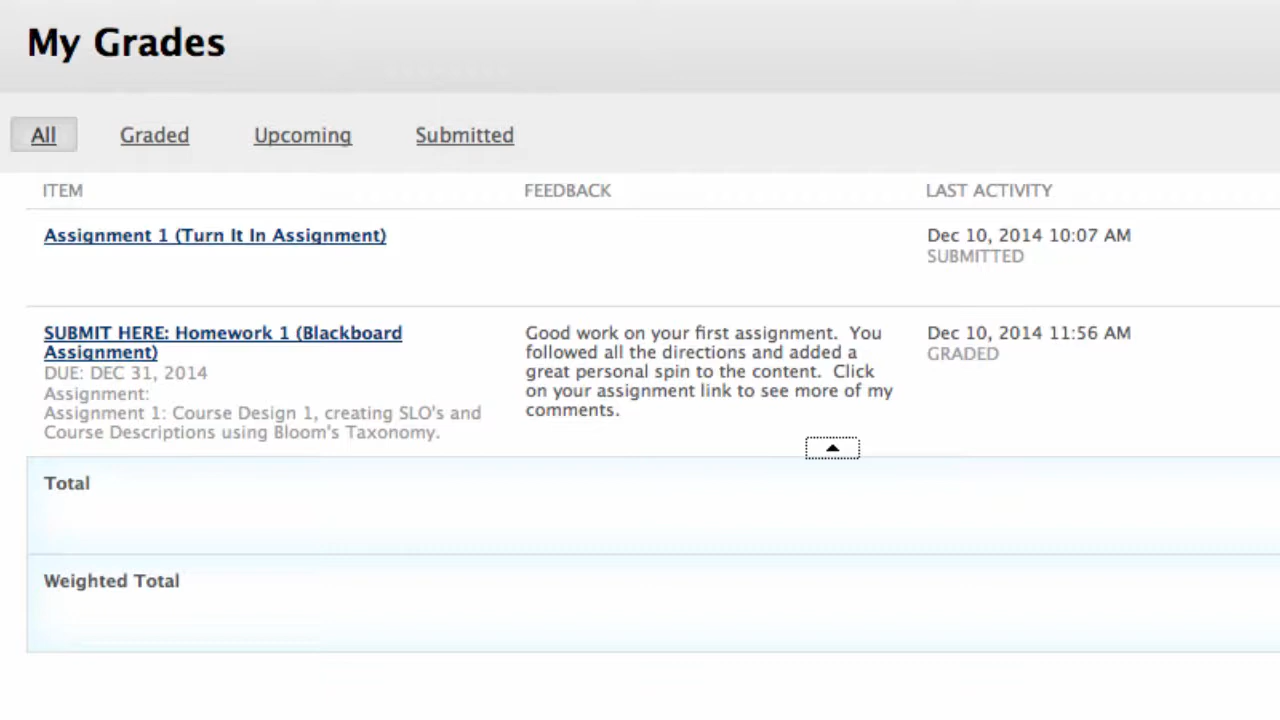 My Grades
All
Graded
Upcoming
Submitted
ITEM
FEEDBACK
LAST ACTIVITY
Assignment 1 (Turn It In Assignment)
Dec 10, 2014 10:07 AM
SUBMITTED
SUBMIT HERE: Homework 1 (Blackboard
Assignment)
DUE: DEC 31, 2014
Assignment:
Assignment 1: Course Design 1, creating SLO's and
Course Descriptions using Bloom's Taxonomy.
Good work on your first assignment.  You
followed all the directions and added a
great personal spin to the content.  Click
on your assignment link to see more of my
comments.
Dec 10, 2014 11:56 AM
GRADED
Total
Weighted Total